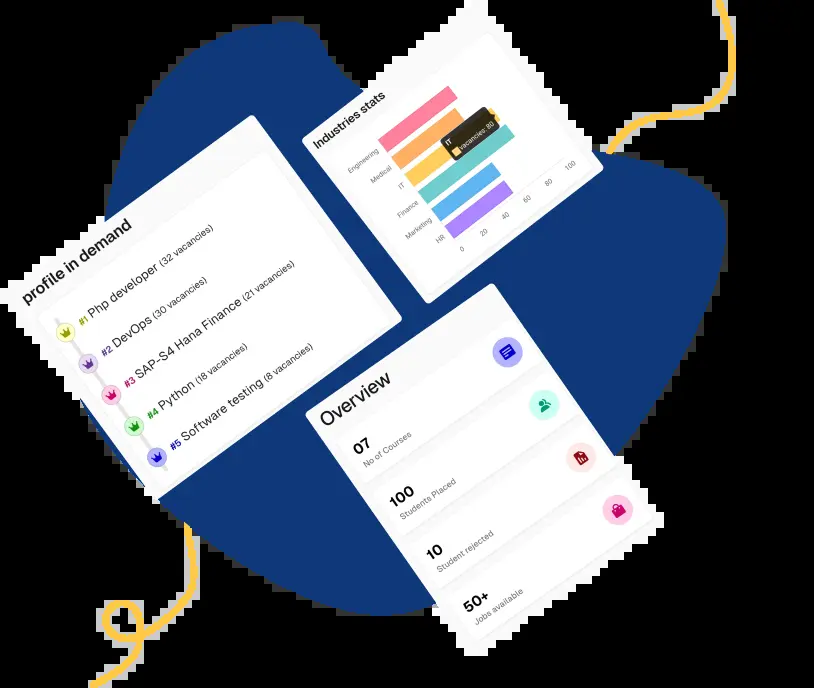 profile in demand
#1 Php developer (32 vacancies)
#2 DevOps (30 vacancies)
#3 SAP-S4 Hana Finance (21 vacancies)
#4 Python (18 vacancies)
#5 Software testing (8 vacancies)
Industries stats
Engineering
Medical
IT
Finance
Marketing
HR
0 20 40 60 80 100
IT
vacancies: 80
Overview
07
No of Courses
100
Students Placed
10
Student rejected
50+
Jobs available